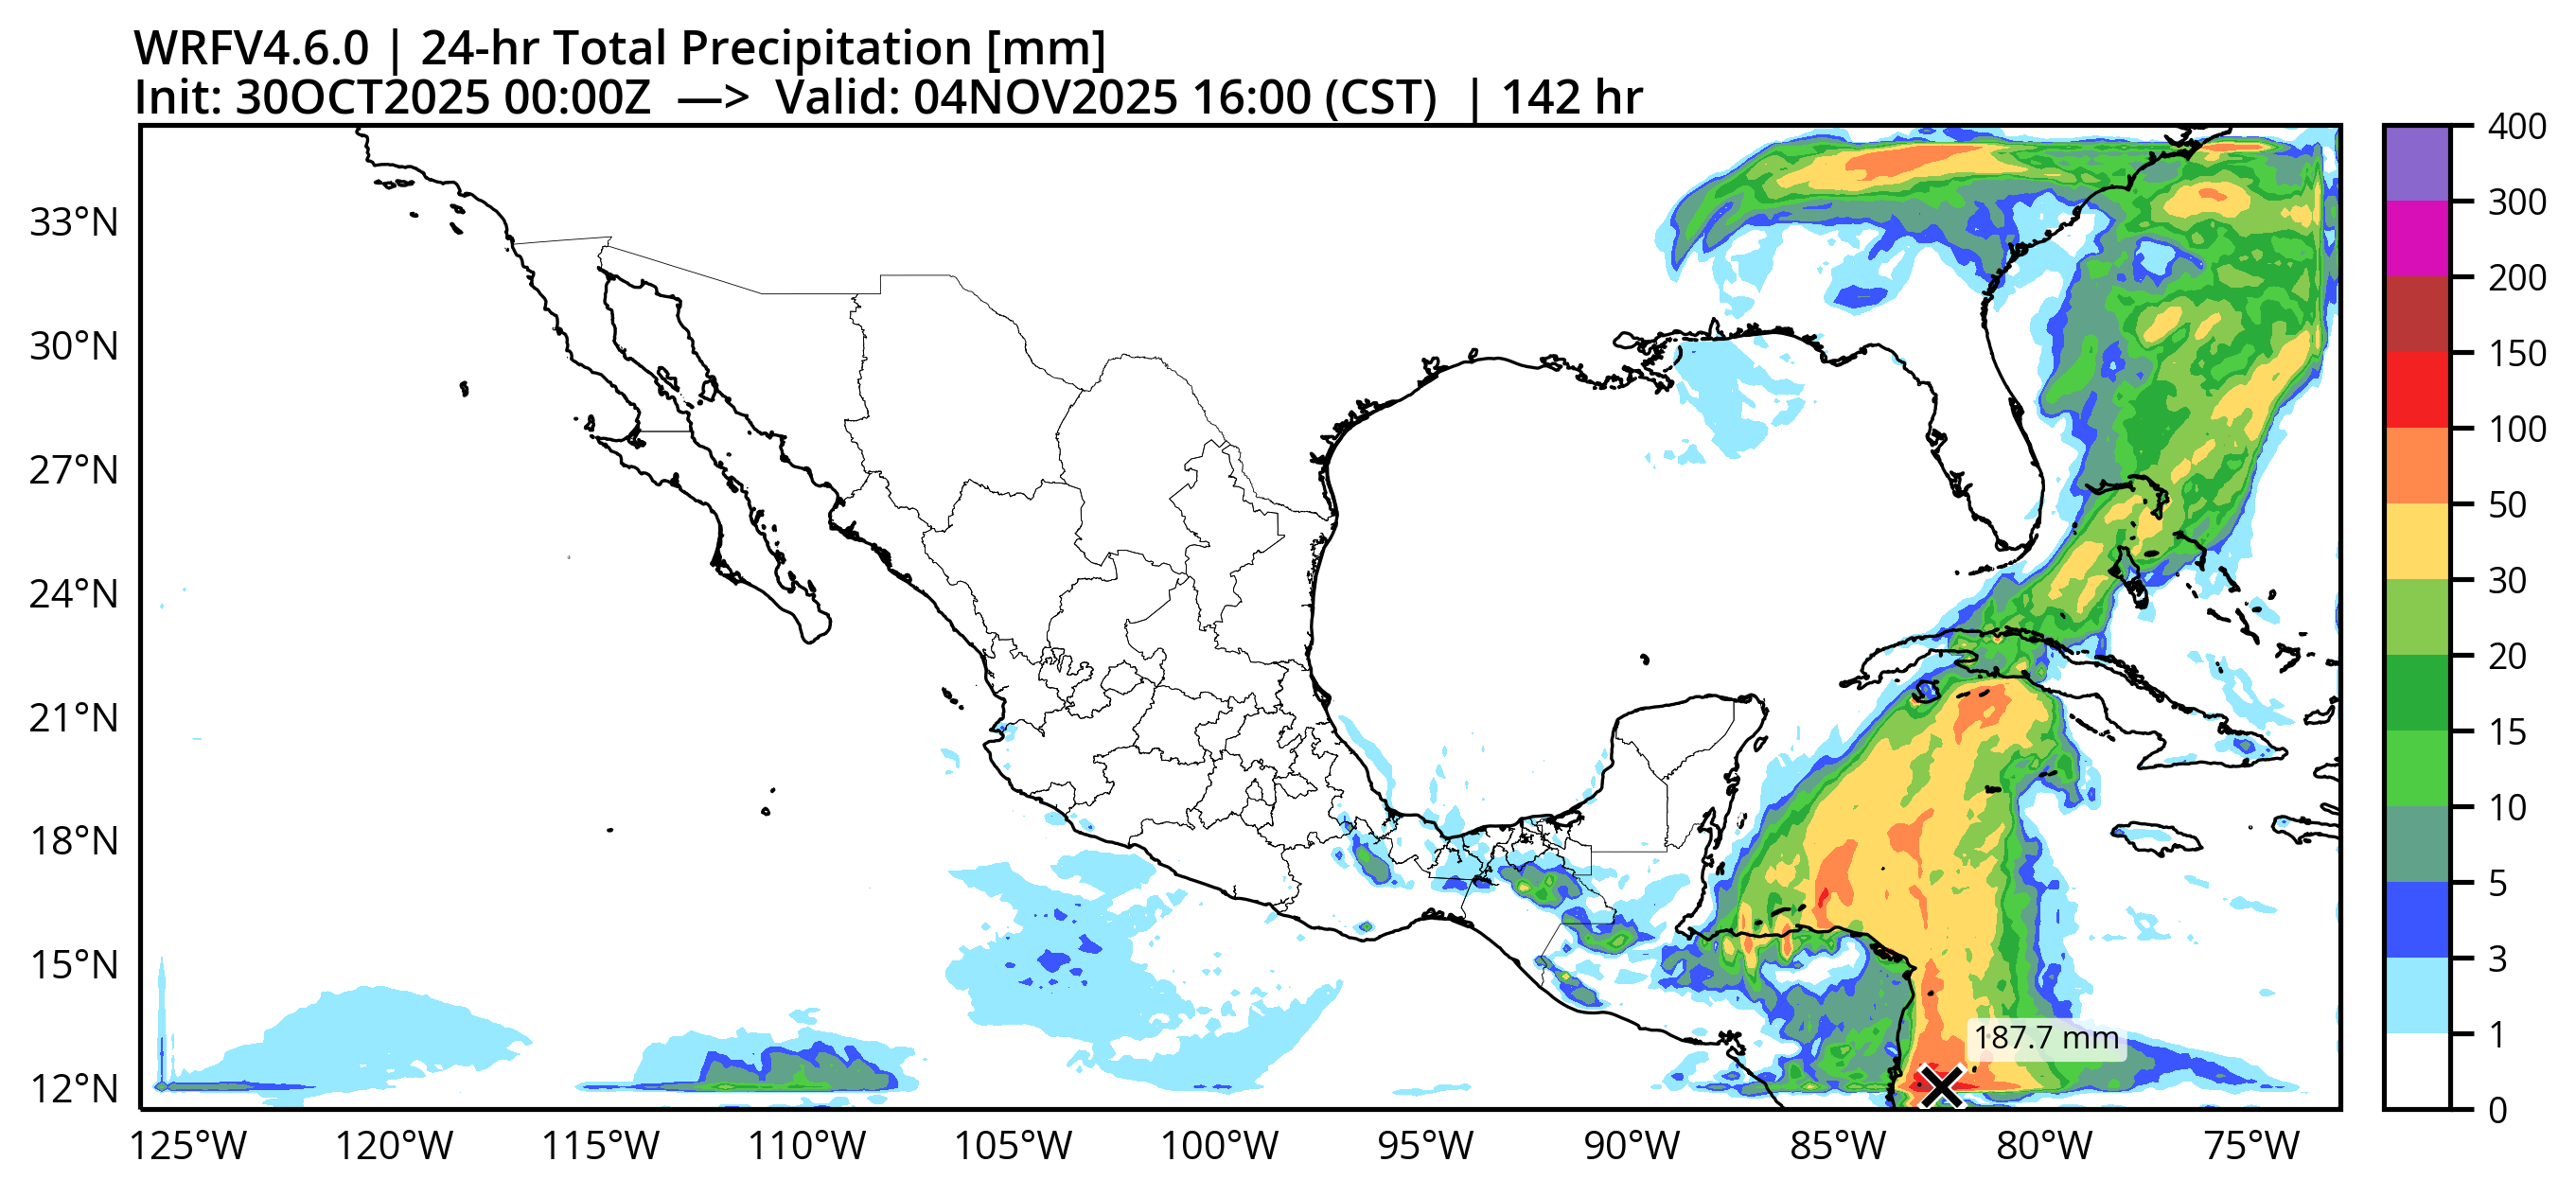 WRFV4.6.0 | 24-hr Total Precipitation [mm]
Init: 30OCT2025 00:00Z —> Valid: 04NOV2025 16:00 (CST) | 142 hr
33°N
30°N
27°N
24°N
21°N
18°N
15°N
12°N
187.7 mm
125°W 120°W 115°W 110°W 105°W 100°W 95°W 90°W 85°W 80°W 75°W
400
300
200
150
100
50
30
20
15
10
5
3
1
0